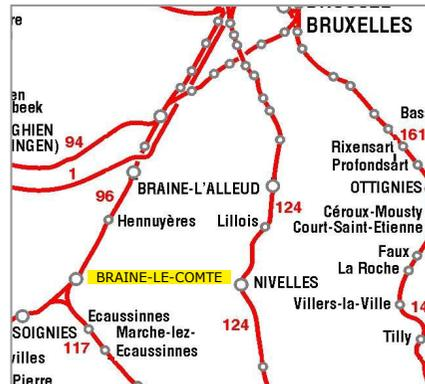 BRUXELLES
beek
GHIEN
INGEN)
94
1
96
BRAINE-L'ALLEUD
Hennuyères
Lillois
124
Bas
161
Rixensart
Profondsart
OTTIGNIES
Céroux-Mousty
Court-Saint-Etienne
Faux
La Roche
BRAINE-LE-COMTE
NIVELLES
Villers-la-Ville
14
SOIGNIES
Ecaussinnes
Marche-lez-
Ecaussinnes
117
124
Tilly
villes
Pierre